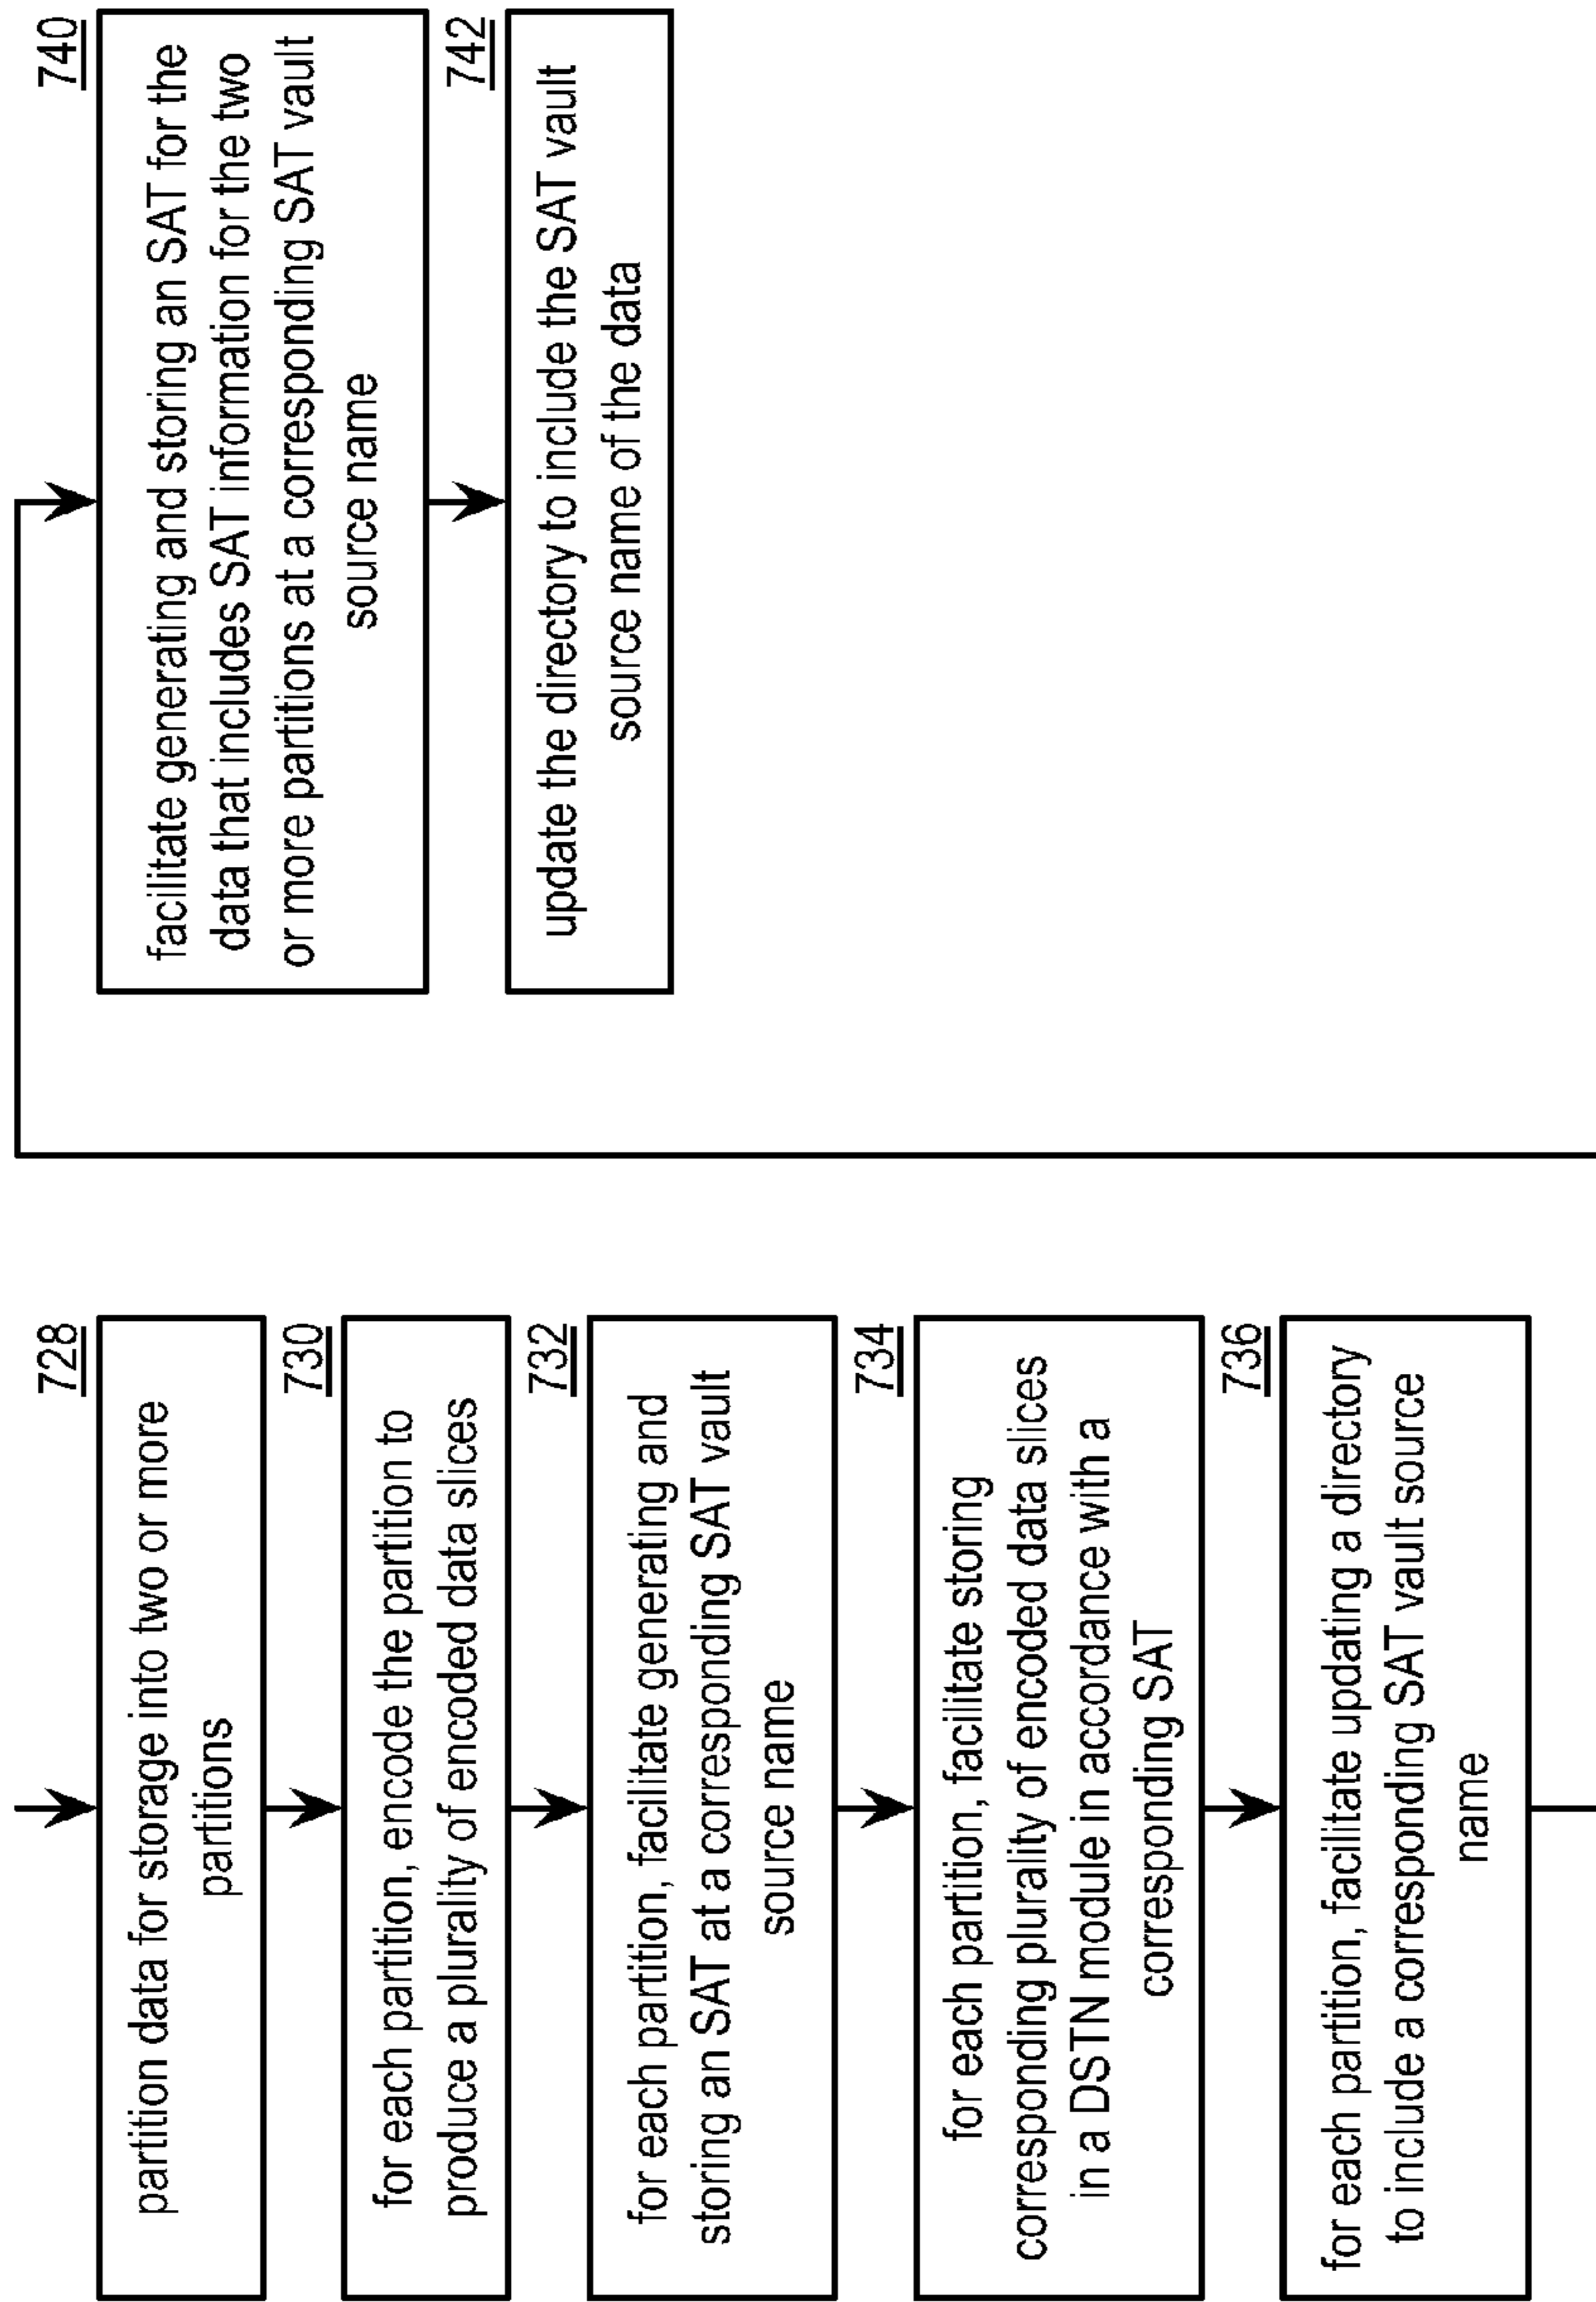 728
partition data for storage into two or more
partitions
730
for each partition, encode the partition to
produce a plurality of encoded data slices
732
for each partition, facilitate generating and
storing an SAT at a corresponding SAT vault
source name
734
for each partition, facilitate storing
corresponding plurality of encoded data slices
in a DSTN module in accordance with a
corresponding SAT
736
for each partition, facilitate updating a directory
to include a corresponding SAT vault source
name
740
facilitate generating and storing an SAT for the
data that includes SAT information for the two
or more partitions at a corresponding SAT vault
source name
742
update the directory to include the SAT vault
source name of the data